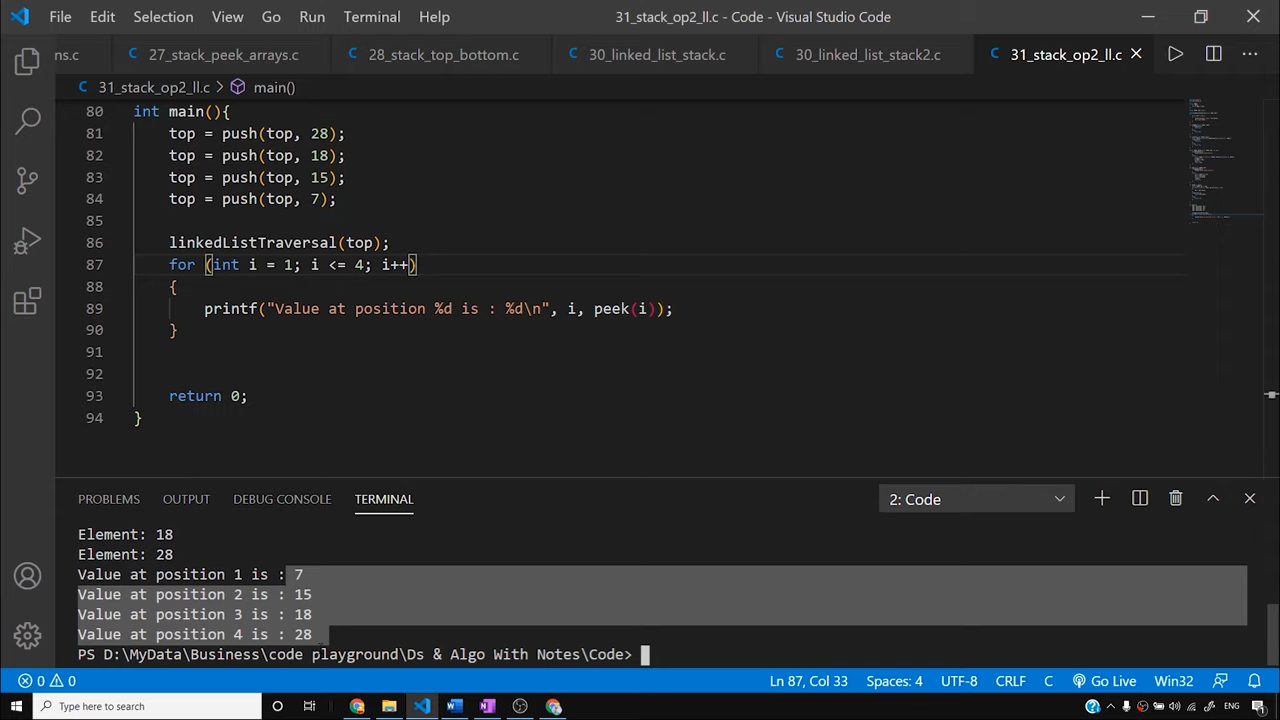 File Edit Selection View Go Run Terminal Help 31_stack_op2_ll.c - Code - Visual Studio Code
ns.c C 27_stack_peek_arrays.c C 28_stack_top_bottom.c C 30_linked_list_stack.c C 30_linked_list_stack2.c C 31_stack_op2_ll.c
C 31_stack_op2_ll.c > main()
80 int main(){
81 top = push(top, 28);
82 top = push(top, 18);
83 top = push(top, 15);
84 top = push(top, 7);
85
86 linkedListTraversal(top);
87 for (int i = 1; i <= 4; i++)
88 {
89 printf("Value at position %d is : %d\n", i, peek(i));
90 }
91
92
93 return 0;
94 }
PROBLEMS OUTPUT DEBUG CONSOLE TERMINAL 2: Code
Element: 18
Element: 28
Value at position 1 is : 7
Value at position 2 is : 15
Value at position 3 is : 18
Value at position 4 is : 28
PS D:\MyData\Business\code playground\Ds & Algo With Notes\Code>
0 0 Ln 87, Col 33 Spaces: 4 UTF-8 CRLF C Go Live Win32
Type here to search ENG